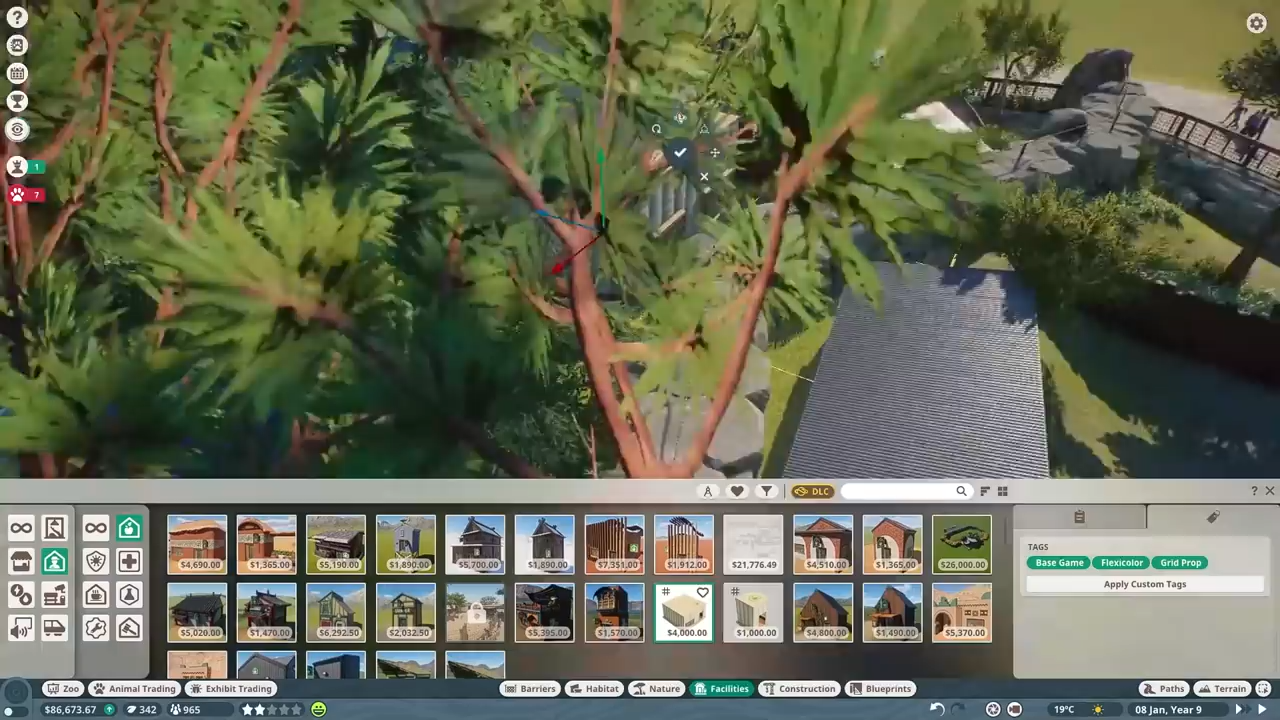 ?
1
7
A
DLC
? ×
$4,690.00 $1,365.00 $5,190.00 $1,890.00 $5,700.00 $1,890.00 $7,351.00 $1,912.00 $21,776.49 $4,510.00 $1,365.00 $26,000.00
$5,020.00 $1,470.00 $6,292.50 $2,032.50 $5,395.00 $1,570.00 $4,000.00 $1,000.00 $4,800.00 $1,490.00 $5,370.00
TAGS
Base Game Flexicolor Grid Prop
Apply Custom Tags
Zoo Animal Trading Exhibit Trading Barriers Habitat Nature Facilities Construction Blueprints Paths Terrain
$86,673.67 342 965 19°C 08 Jan, Year 9